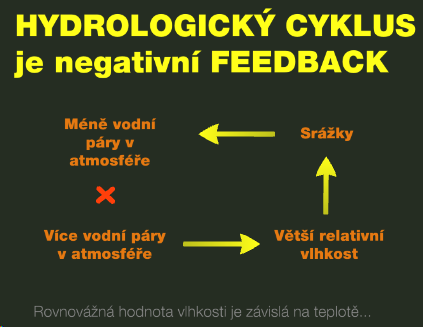 HYDROLOGICKÝ CYKLUS
je negativní FEEDBACK
Méně vodní
páry v
atmosféře
Srážky
Více vodní páry
v atmosféře
Větší relativní
vlhkost
Rovnovážná hodnota vlhkosti je závislá na teplotě...